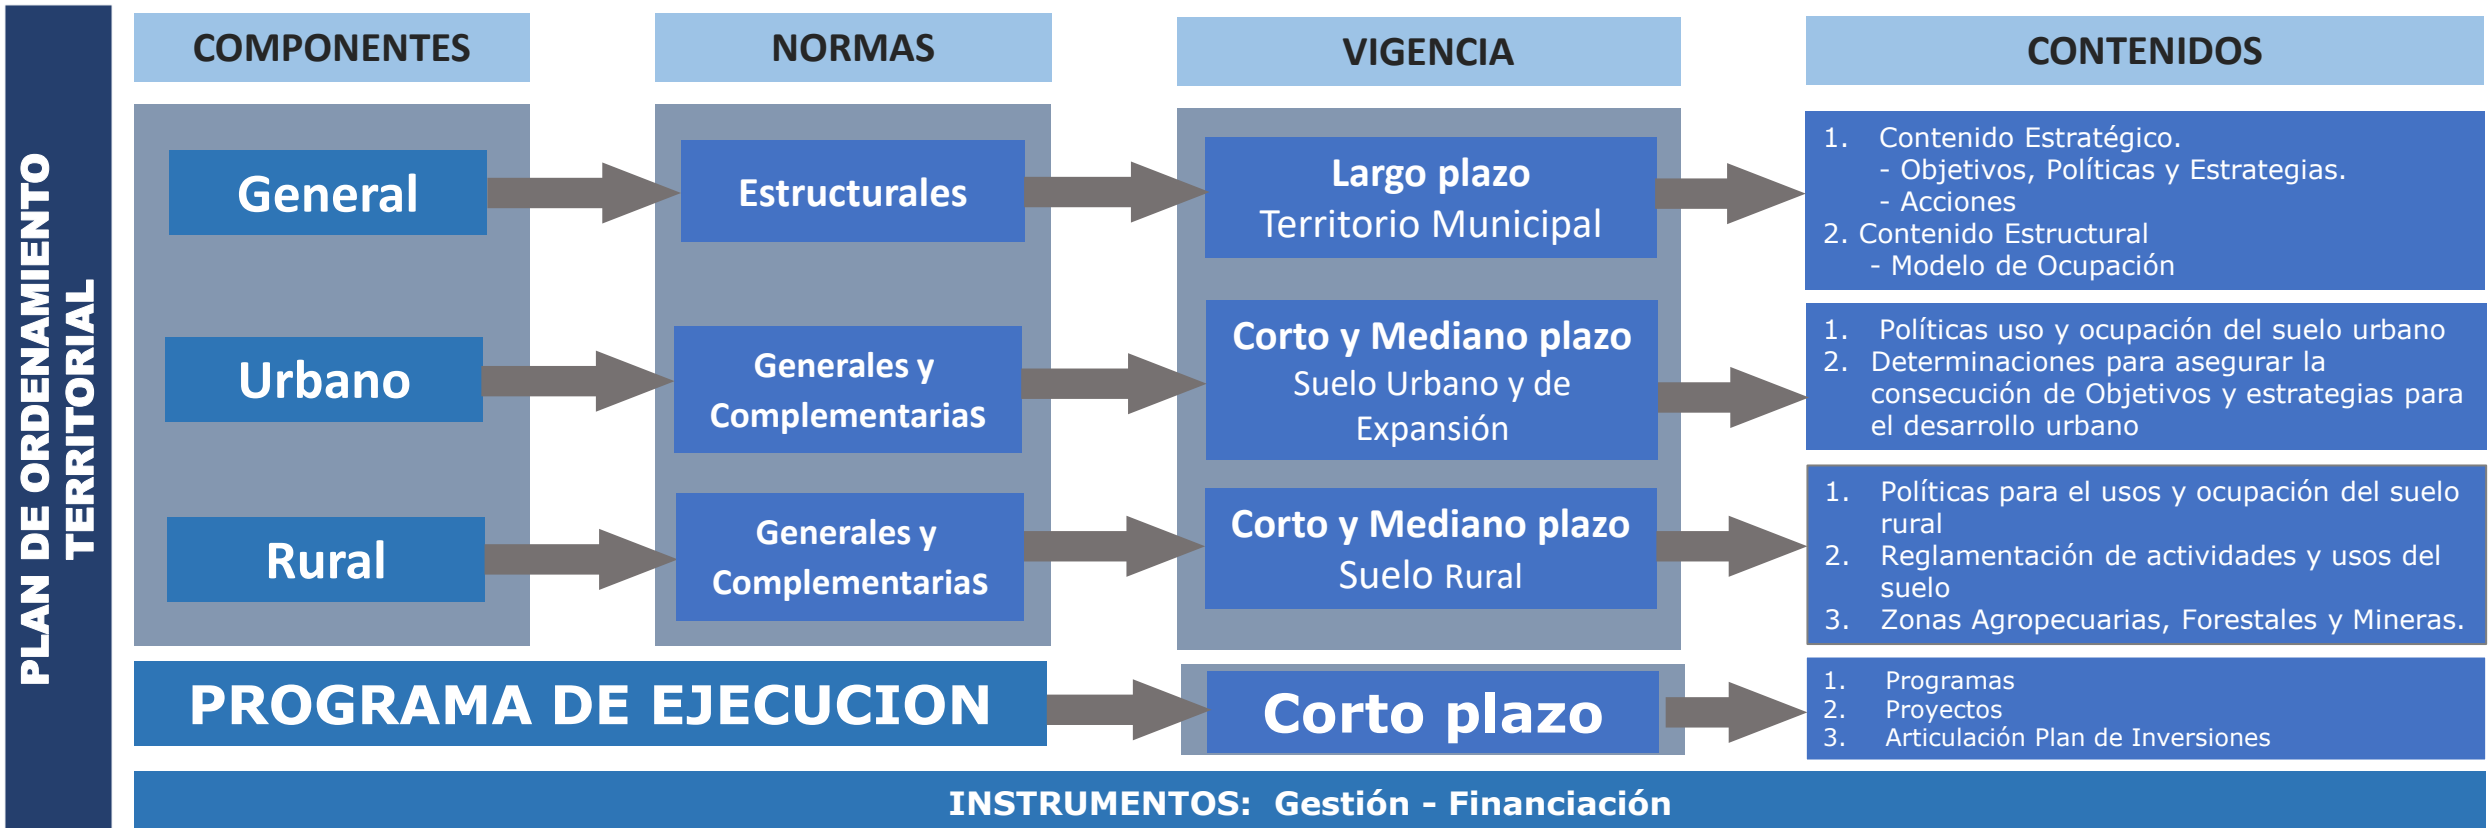 PLAN DE ORDENAMIENTO
TERRITORIAL
COMPONENTES
NORMAS
VIGENCIA
CONTENIDOS
General
Estructurales
Largo plazo
Territorio Municipal
1. Contenido Estratégico.
- Objetivos, Políticas y Estrategias.
- Acciones
2. Contenido Estructural
- Modelo de Ocupación
Urbano
Generales y
Complementarias
Corto y Mediano plazo
Suelo Urbano y de
Expansión
1. Políticas uso y ocupación del suelo urbano
2. Determinaciones para asegurar la
consecución de Objetivos y estrategias para
el desarrollo urbano
Rural
Generales y
Complementarias
Corto y Mediano plazo
Suelo Rural
1. Políticas para el usos y ocupación del suelo
rural
2. Reglamentación de actividades y usos del
suelo
3. Zonas Agropecuarias, Forestales y Mineras.
PROGRAMA DE EJECUCION
Corto plazo
1. Programas
2. Proyectos
3. Articulación Plan de Inversiones
INSTRUMENTOS: Gestión - Financiación